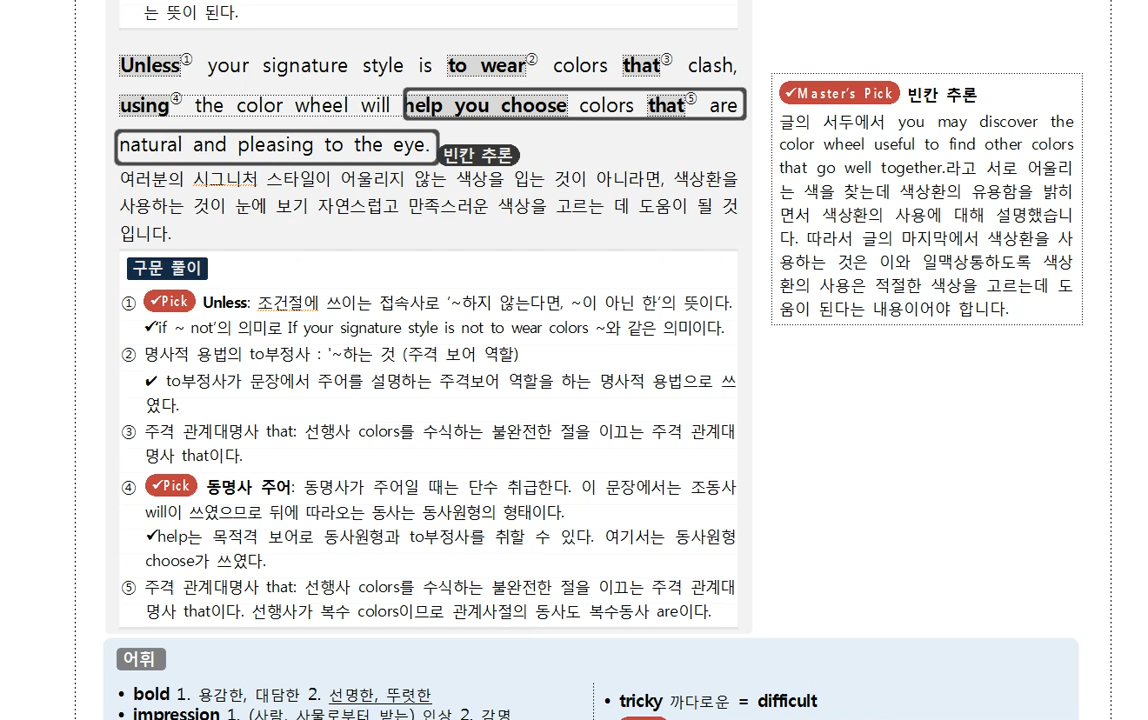 는 뜻이 된다.
Unless① your signature style is to wear② colors that③ clash,
using④ the color wheel will help you choose colors that⑤ are
natural and pleasing to the eye. 빈칸 추론
여러분의 시그니처 스타일이 어울리지 않는 색상을 입는 것이 아니라면, 색상환을
사용하는 것이 눈에 보기 자연스럽고 만족스러운 색상을 고르는 데 도움이 될 것
입니다.
구문 풀이
① ✔Pick Unless: 조건절에 쓰이는 접속사로 '~하지 않는다면, ~이 아닌 한'의 뜻이다.
✔if ~ not'의 의미로 If your signature style is not to wear colors ~와 같은 의미이다.
② 명사적 용법의 to부정사 : '~하는 것 (주격 보어 역할)
✔ to부정사가 문장에서 주어를 설명하는 주격보어 역할을 하는 명사적 용법으로 쓰
였다.
③ 주격 관계대명사 that: 선행사 colors를 수식하는 불완전한 절을 이끄는 주격 관계대
명사 that이다.
④ ✔Pick 동명사 주어: 동명사가 주어일 때는 단수 취급한다. 이 문장에서는 조동사
will이 쓰였으므로 뒤에 따라오는 동사는 동사원형의 형태이다.
✔help는 목적격 보어로 동사원형과 to부정사를 취할 수 있다. 여기서는 동사원형
choose가 쓰였다.
⑤ 주격 관계대명사 that: 선행사 colors를 수식하는 불완전한 절을 이끄는 주격 관계대
명사 that이다. 선행사가 복수 colors이므로 관계사절의 동사도 복수동사 are이다.
✔Master's Pick 빈칸 추론
글의 서두에서 you may discover the
color wheel useful to find other colors
that go well together.라고 서로 어울리
는 색을 찾는데 색상환의 유용함을 밝히
면서 색상환의 사용에 대해 설명했습니
다. 따라서 글의 마지막에서 색상환을 사
용하는 것은 이와 일맥상통하도록 색상
환의 사용은 적절한 색상을 고르는데 도
움이 된다는 내용이어야 합니다.
어휘
• bold 1. 용감한, 대담한 2. 선명한, 뚜렷한
• impression 1. (사람, 사물로부터 받는) 인상 2. 감명
• tricky 까다로운 = difficult